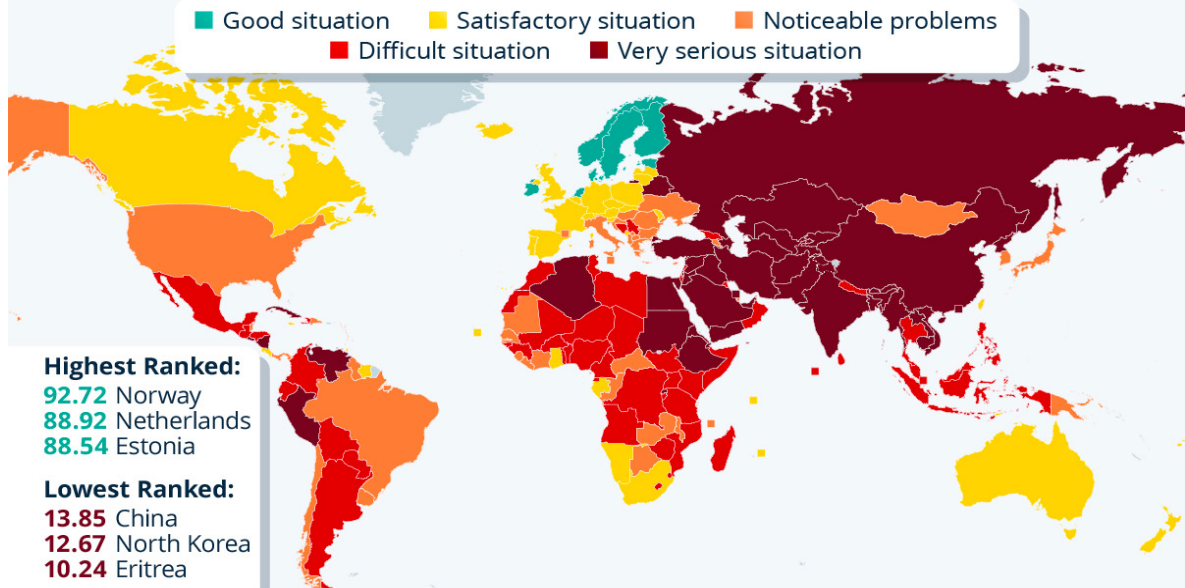 Good situation Satisfactory situation Noticeable problems
Difficult situation Very serious situation
Highest Ranked:
92.72 Norway
88.92 Netherlands
88.54 Estonia
Lowest Ranked:
13.85 China
12.67 North Korea
10.24 Eritrea